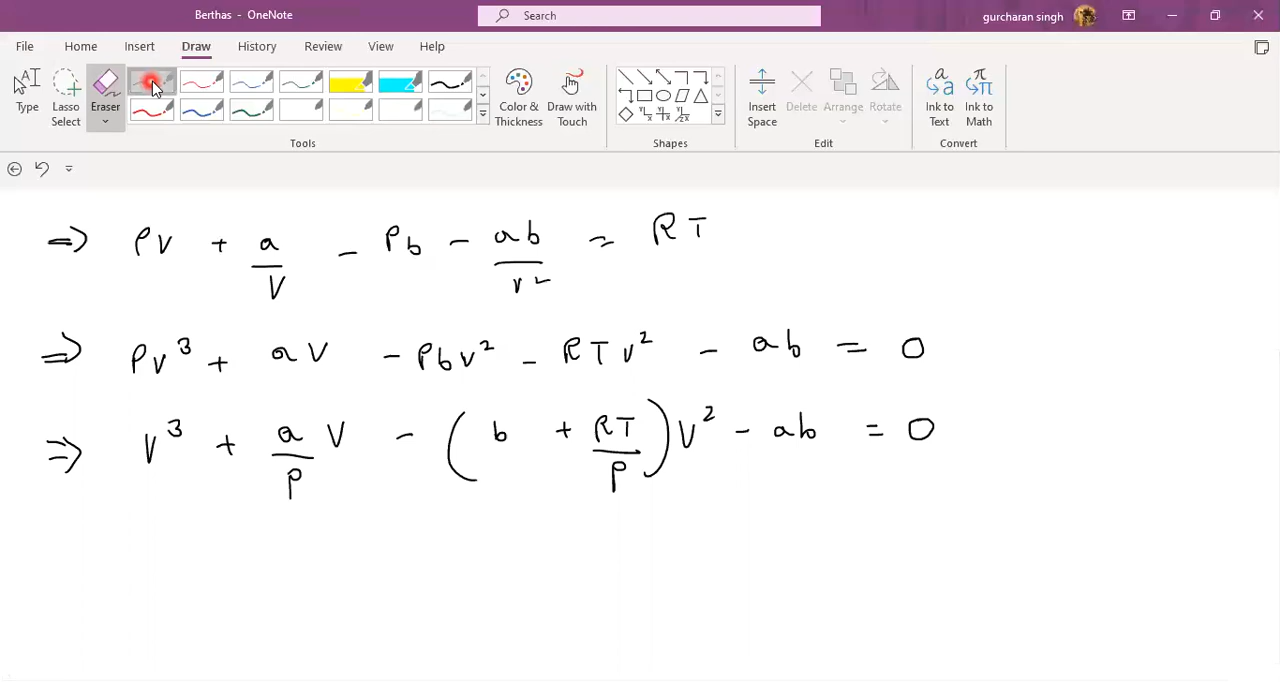 Berthas - OneNote
Search
gurcharan singh
File Home Insert Draw History Review View Help
Type
Lasso Select
Eraser
Color & Thickness
Draw with Touch
Insert Space
Delete
Arrange
Rotate
Ink to Text
Ink to Math
Tools
Shapes
Edit
Convert
⇒ PV + a/V - Pb - ab/V² = RT
⇒ PV³ + aV - PbV² - RTV² - ab = 0
⇒ V³ + a/P V - (b + RT/P)V² - ab = 0